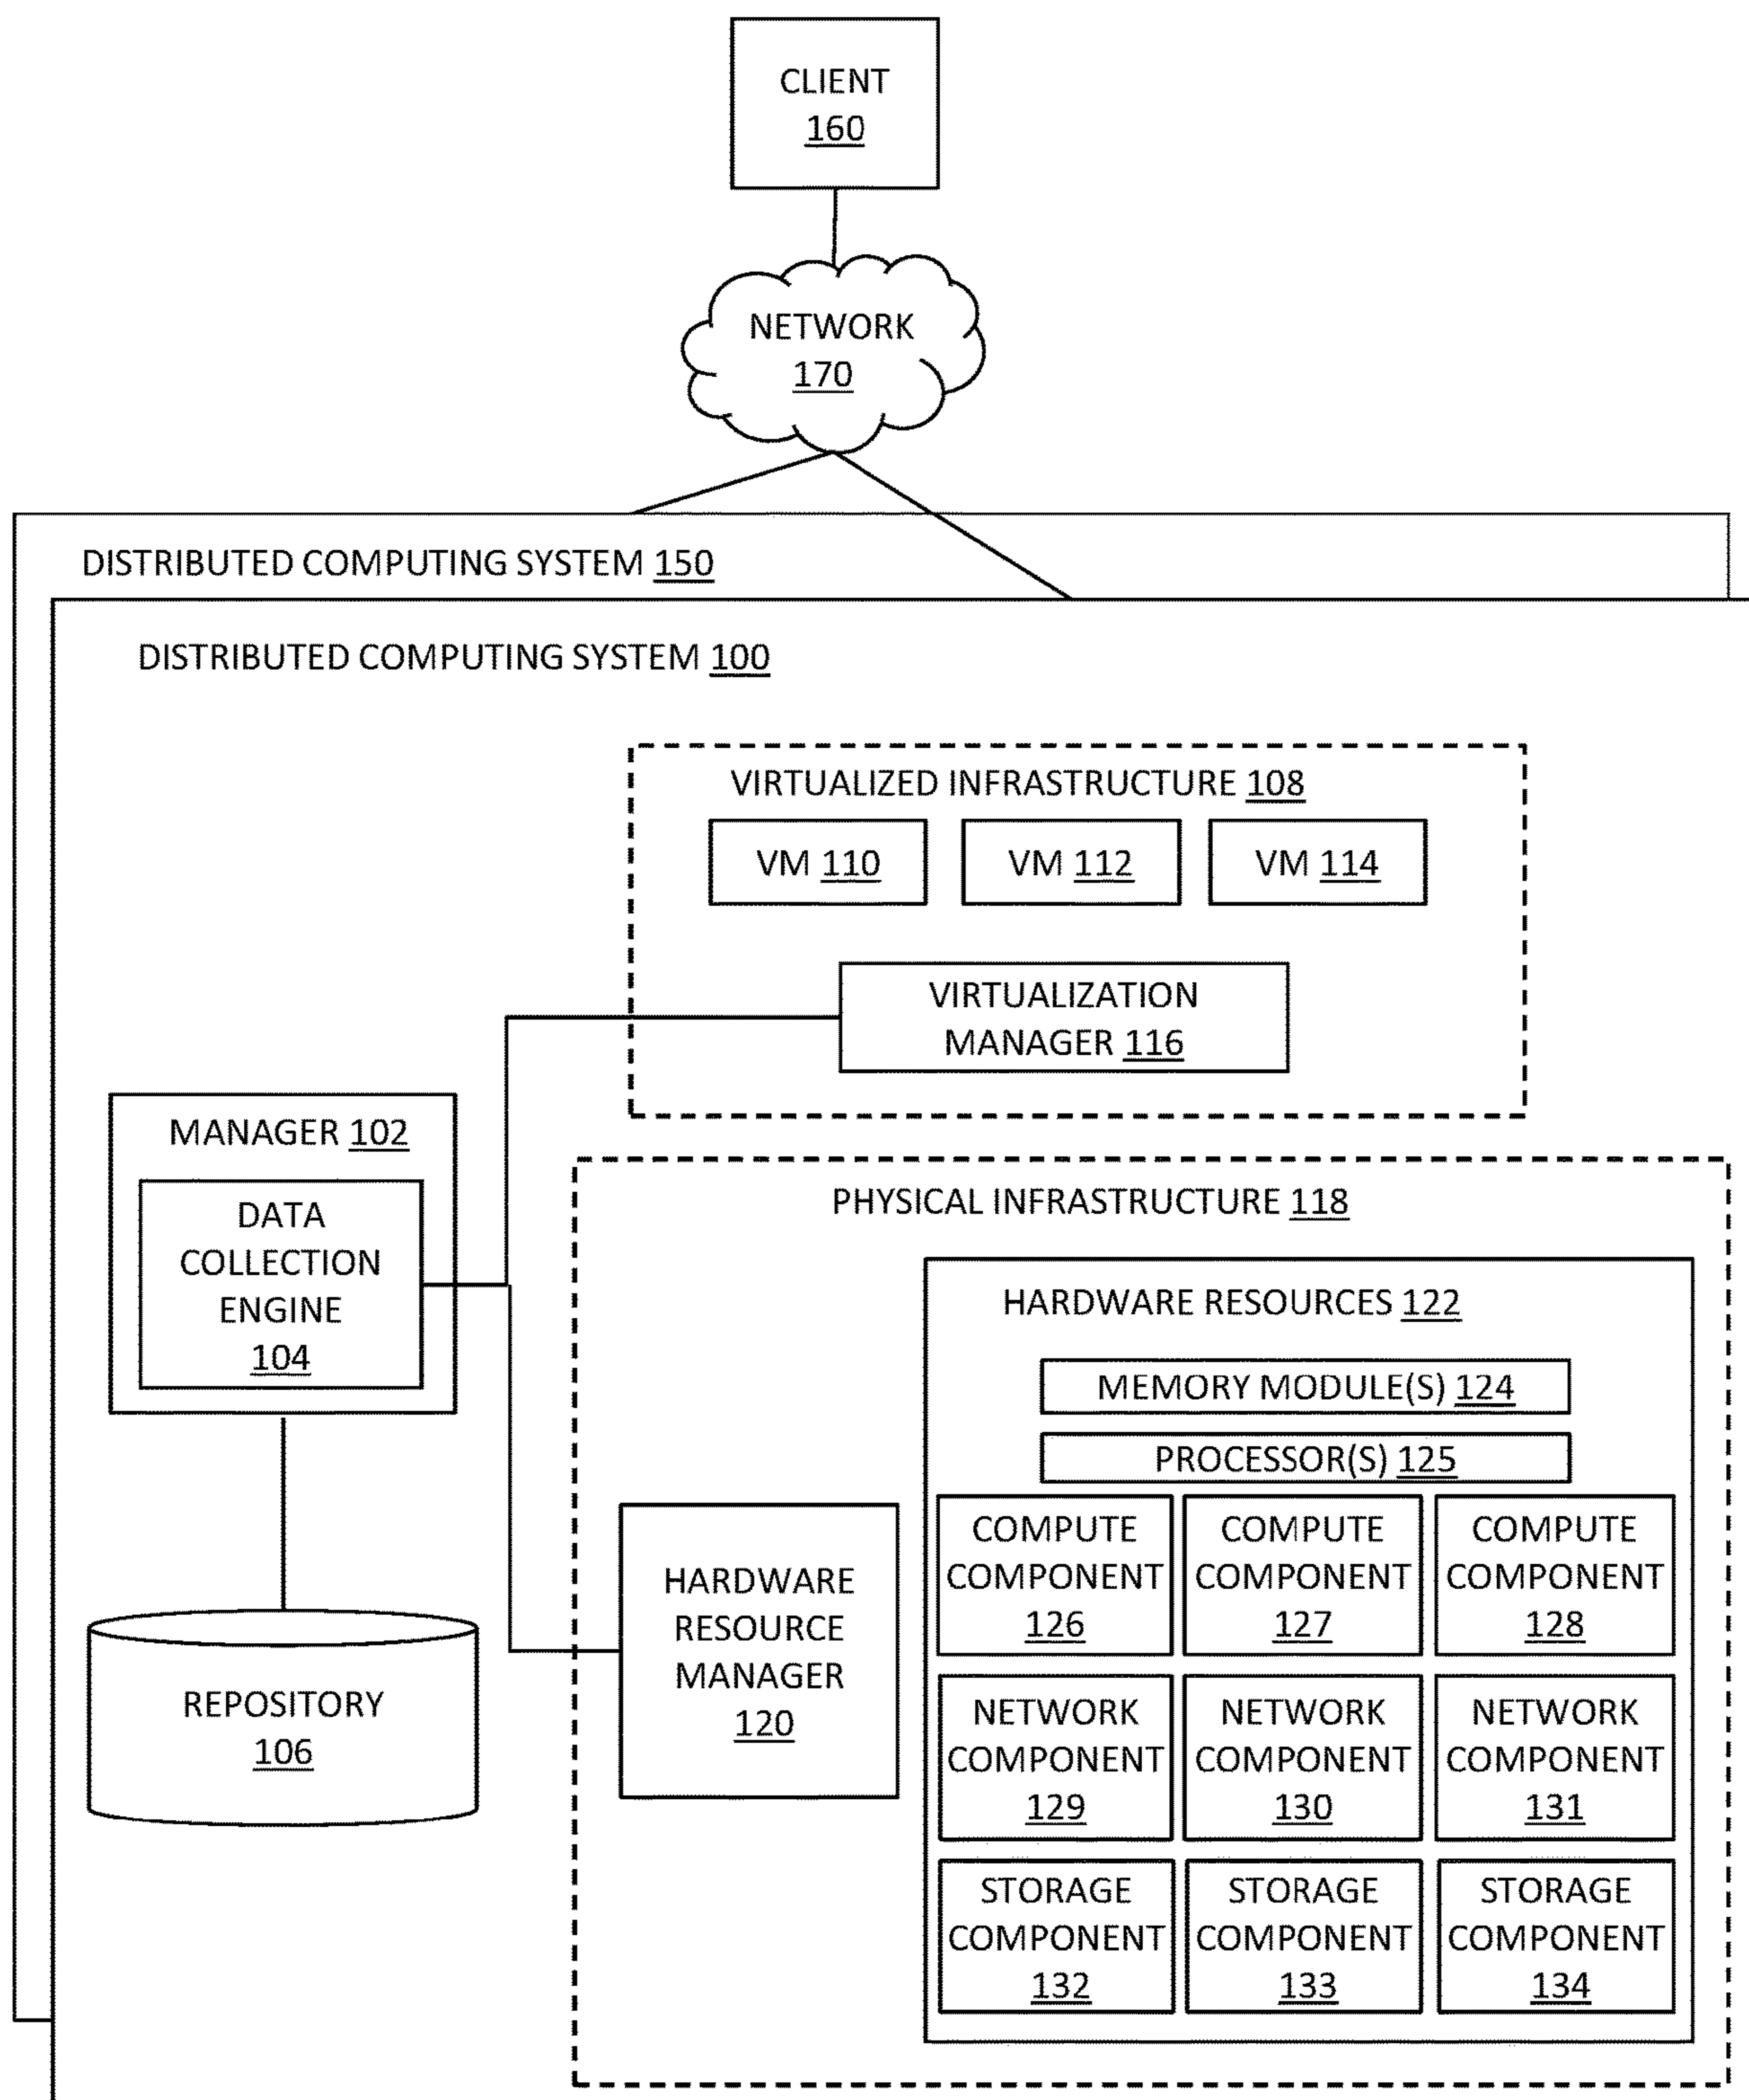 CLIENT
160
NETWORK
170
DISTRIBUTED COMPUTING SYSTEM 150
DISTRIBUTED COMPUTING SYSTEM 100
VIRTUALIZED INFRASTRUCTURE 108
VM 110
VM 112
VM 114
VIRTUALIZATION
MANAGER 116
MANAGER 102
DATA
COLLECTION
ENGINE
104
REPOSITORY
106
PHYSICAL INFRASTRUCTURE 118
HARDWARE
RESOURCE
MANAGER
120
HARDWARE RESOURCES 122
MEMORY MODULE(S) 124
PROCESSOR(S) 125
COMPUTE
COMPONENT
126
COMPUTE
COMPONENT
127
COMPUTE
COMPONENT
128
NETWORK
COMPONENT
129
NETWORK
COMPONENT
130
NETWORK
COMPONENT
131
STORAGE
COMPONENT
132
STORAGE
COMPONENT
133
STORAGE
COMPONENT
134